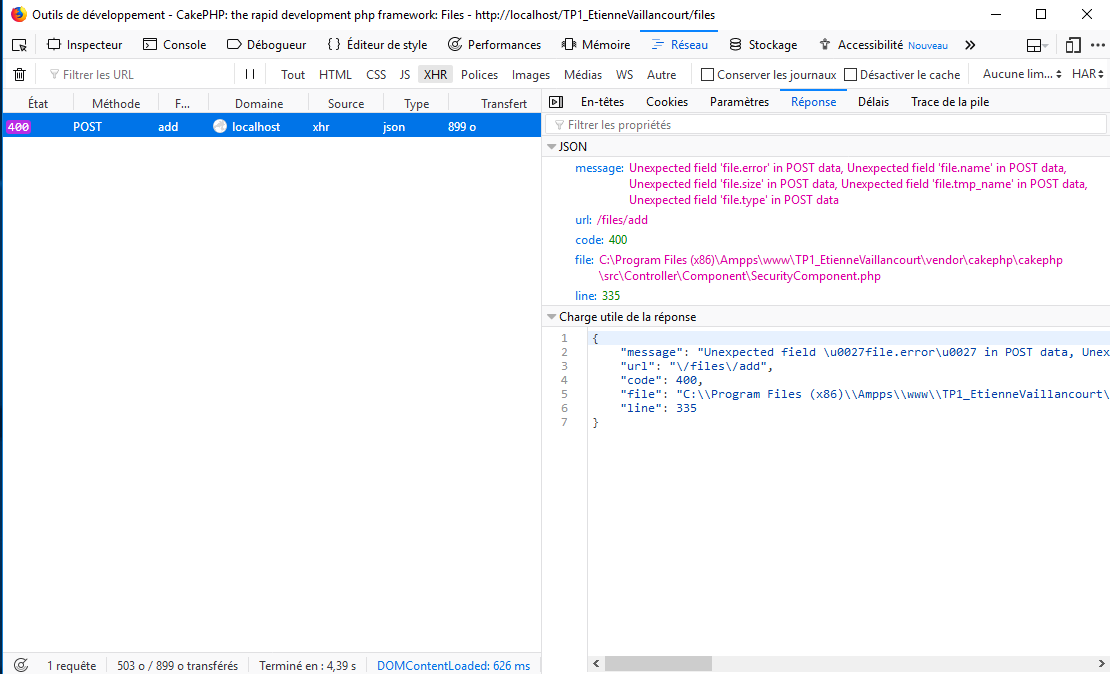 Outils de développement - CakePHP: the rapid development php framework: Files - http://localhost/TP1_EtienneVaillancourt/files
Inspecteur Console Débogueur {} Éditeur de style Performances Mémoire Réseau Stockage Accessibilité Nouveau
Filtrer les URL Tout HTML CSS JS XHR Polices Images Médias WS Autre Conserver les journaux Désactiver le cache Aucune lim... HAR
État Méthode F... Domaine Source Type Transfert
400 POST add localhost xhr json 899 o
En-têtes Cookies Paramètres Réponse Délais Trace de la pile
Filtrer les propriétés
JSON
message: Unexpected field 'file.error' in POST data, Unexpected field 'file.name' in POST data,
Unexpected field 'file.size' in POST data, Unexpected field 'file.tmp_name' in POST data,
Unexpected field 'file.type' in POST data
url: /files/add
code: 400
file: C:\Program Files (x86)\Ampps\www\TP1_EtienneVaillancourt\vendor\cakephp\cakephp
\src\Controller\Component\SecurityComponent.php
line: 335
Charge utile de la réponse
1 {
2 "message": "Unexpected field \u0027file.error\u0027 in POST data, Unex
3 "url": "\/files\/add",
4 "code": 400,
5 "file": "C:\\Program Files (x86)\\Ampps\\www\\TP1_EtienneVaillancourt\
6 "line": 335
7 }
1 requête 503 o / 899 o transférés Terminé en : 4,39 s DOMContentLoaded: 626 ms